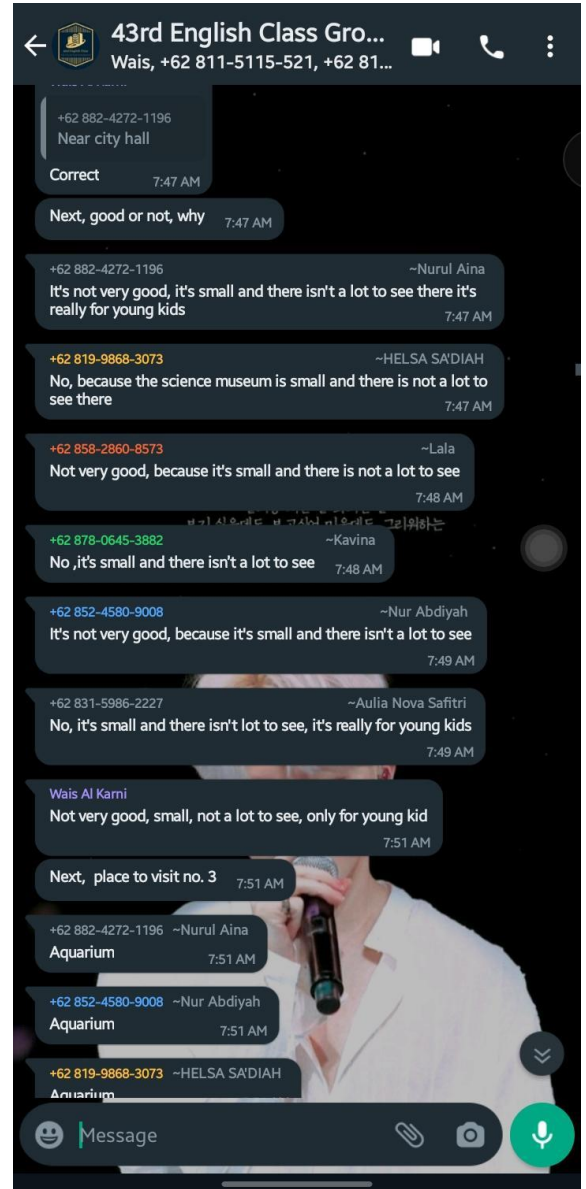 43rd English Class Gro...
Wais, +62 811-5115-521, +62 81...
+62 882-4272-1196
Near city hall
Correct 7:47 AM
Next, good or not, why 7:47 AM
+62 882-4272-1196 ~Nurul Aina
It's not very good, it's small and there isn't a lot to see there it's
really for young kids
7:47 AM
+62 819-9868-3073 ~HELSA SA'DIAH
No, because the science museum is small and there is not a lot to
see there
7:47 AM
+62 858-2860-8573 ~Lala
Not very good, because it's small and there is not a lot to see
7:48 AM
그리워하는
+62 878-0645-3882 ~Kavina
No ,it's small and there isn't a lot to see 7:48 AM
+62 852-4580-9008 ~Nur Abdiyah
It's not very good, because it's small and there isn't a lot to see
7:49 AM
+62 831-5986-2227 ~Aulia Nova Safitri
No, it's small and there isn't lot to see, it's really for young kids
7:49 AM
Wais Al Karni
Not very good, small, not a lot to see, only for young kid
7:51 AM
Next, place to visit no. 3 7:51 AM
+62 882-4272-1196 ~Nurul Aina
Aquarium 7:51 AM
+62 852-4580-9008 ~Nur Abdiyah
Aquarium 7:51 AM
+62 819-9868-3073 ~HELSA SA'DIAH
Aquarium
Message